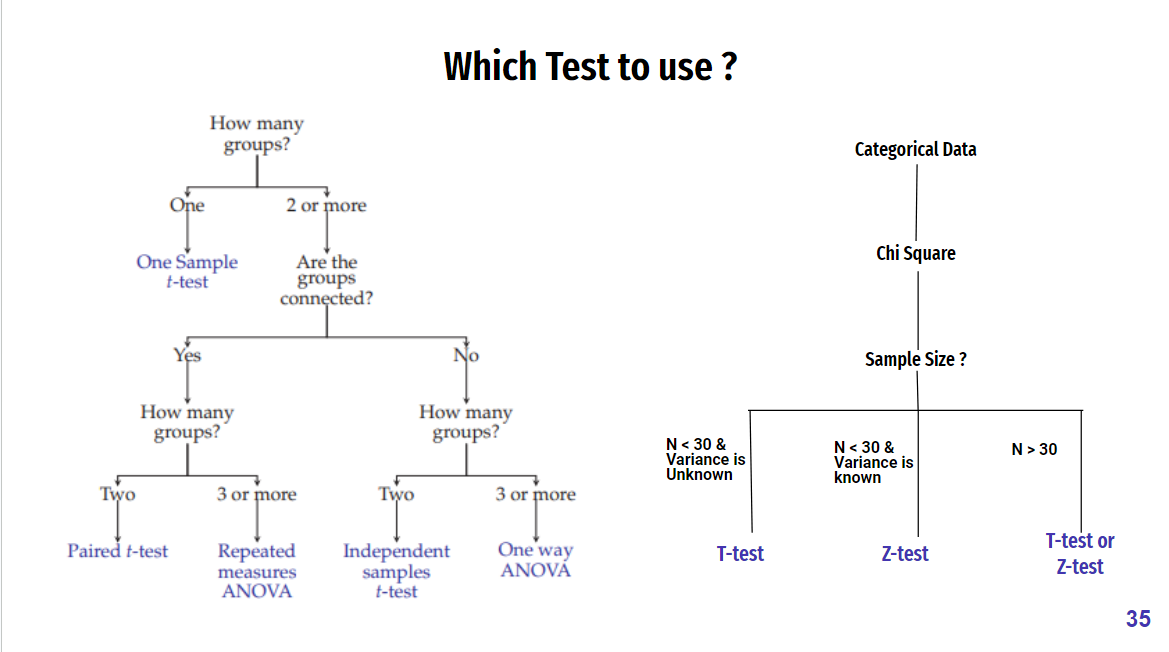 Which Test to use ?
How many
groups?
One
2 or more
One Sample
t-test
Are the
groups
connected?
Yes
No
How many
groups?
How many
groups?
Two
3 or more
Two
3 or more
Paired t-test
Repeated
measures
ANOVA
Independent
samples
t-test
One way
ANOVA
Categorical Data
Chi Square
Sample Size ?
N < 30 &
Variance is
Unknown
N < 30 &
Variance is
known
N > 30
T-test
Z-test
T-test or
Z-test
35